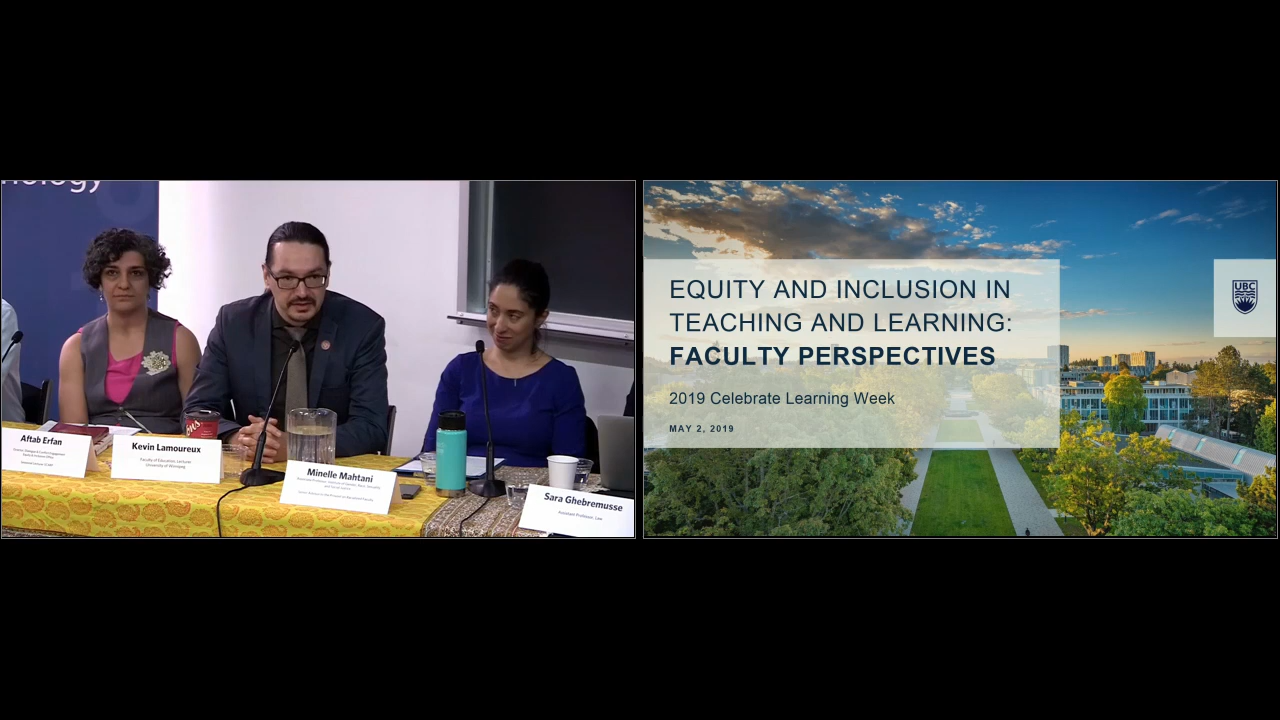 nology
Aftab Erfan
Kevin Lamoureux
Faculty of Education, Lecturer
University of Winnipeg
Minelle Mahtani
Sara Ghebremusse
Assistant Professor, Law
EQUITY AND INCLUSION IN
TEACHING AND LEARNING:
FACULTY PERSPECTIVES
2019 Celebrate Learning Week
MAY 2, 2019
UBC